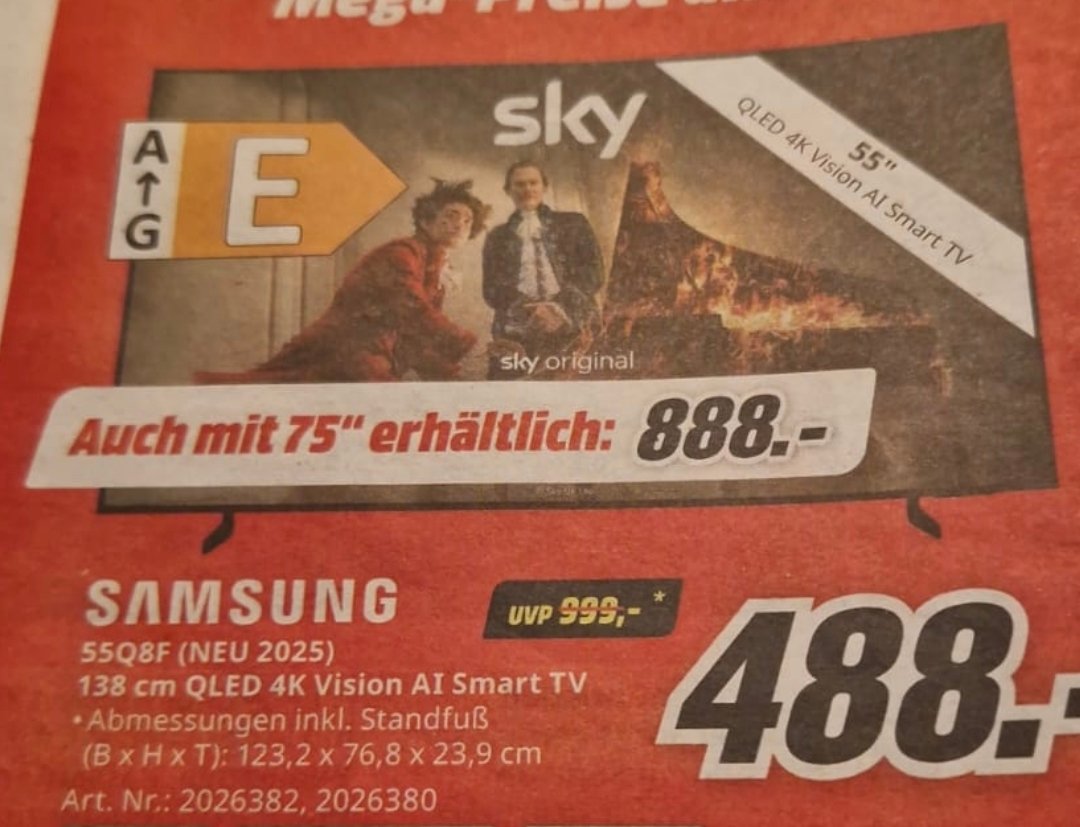 Mega-Preise
sky
A
G
E
55"
QLED 4K Vision AI Smart TV
sky original
Auch mit 75“ erhältlich: 888.-
SAMSUNG
UVP 999,- *
55Q8F (NEU 2025)
488.-
138 cm QLED 4K Vision AI Smart TV
• Abmessungen inkl. Standfuß
(B x H x T): 123,2 x 76,8 x 23,9 cm
Art. Nr.: 2026382, 2026380